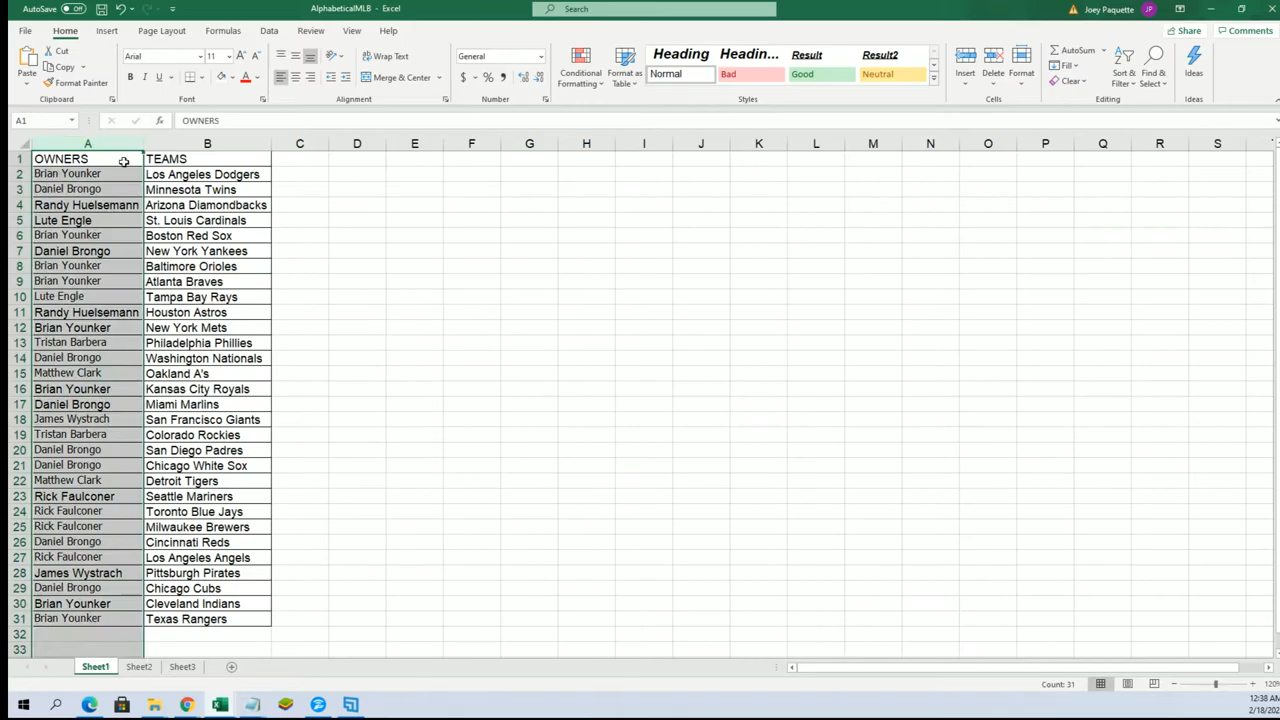 AutoSave Off AlphabeticalMLB - Excel Search Joey Paquette JP
File Home Insert Page Layout Formulas Data Review View Help Share Comments
Paste Cut Copy Format Painter Clipboard
Arial 11 B I U A Font
Wrap Text Merge & Center Alignment
General $ % Number
Conditional Formatting Format as Table
Heading Headin... Result Result2
Normal Bad Good Neutral
Styles
Insert Delete Format Cells
AutoSum Fill Clear Sort & Filter Find & Select Editing
Ideas Ideas
A1 fx OWNERS
A B C D E F G H I J K L M N O P Q R S
1 OWNERS TEAMS
2 Brian Younker Los Angeles Dodgers
3 Daniel Brongo Minnesota Twins
4 Randy Huelsemann Arizona Diamondbacks
5 Lute Engle St. Louis Cardinals
6 Brian Younker Boston Red Sox
7 Daniel Brongo New York Yankees
8 Brian Younker Baltimore Orioles
9 Brian Younker Atlanta Braves
10 Lute Engle Tampa Bay Rays
11 Randy Huelsemann Houston Astros
12 Brian Younker New York Mets
13 Tristan Barbera Philadelphia Phillies
14 Daniel Brongo Washington Nationals
15 Matthew Clark Oakland A's
16 Brian Younker Kansas City Royals
17 Daniel Brongo Miami Marlins
18 James Wystrach San Francisco Giants
19 Tristan Barbera Colorado Rockies
20 Daniel Brongo San Diego Padres
21 Daniel Brongo Chicago White Sox
22 Matthew Clark Detroit Tigers
23 Rick Faulconer Seattle Mariners
24 Rick Faulconer Toronto Blue Jays
25 Rick Faulconer Milwaukee Brewers
26 Daniel Brongo Cincinnati Reds
27 Rick Faulconer Los Angeles Angels
28 James Wystrach Pittsburgh Pirates
29 Daniel Brongo Chicago Cubs
30 Brian Younker Cleveland Indians
31 Brian Younker Texas Rangers
32
33
Sheet1 Sheet2 Sheet3
Count: 31
12:38 AM